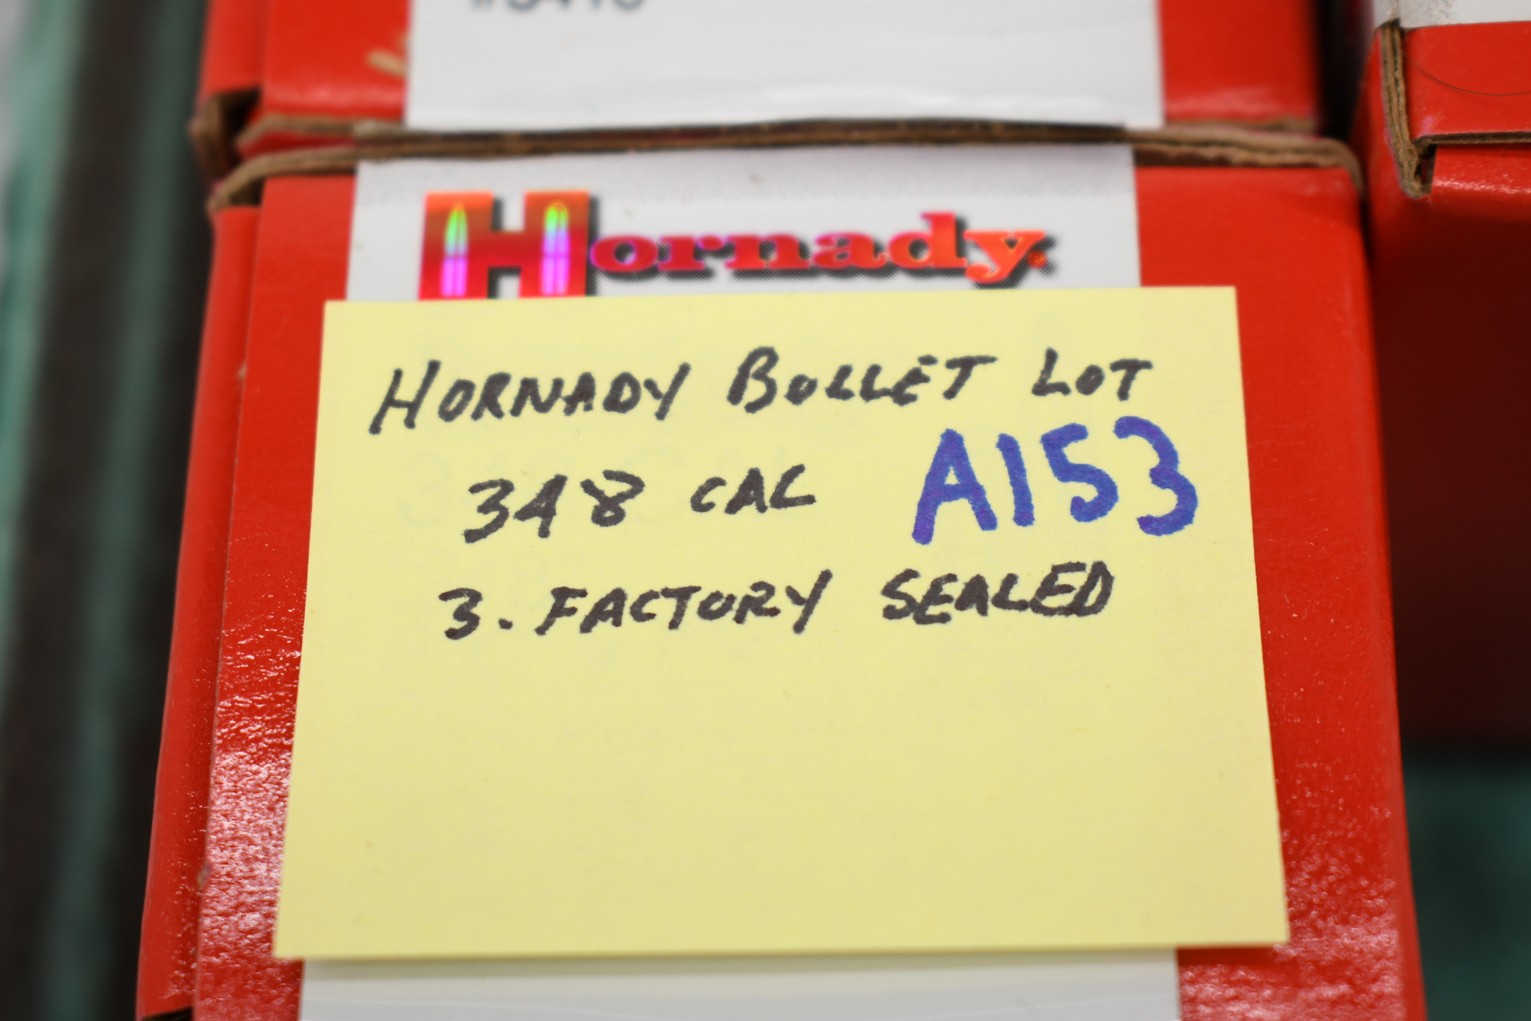 Hornady
HORNADY BULLET LOT
348 CAL A153
3. FACTORY SEALED